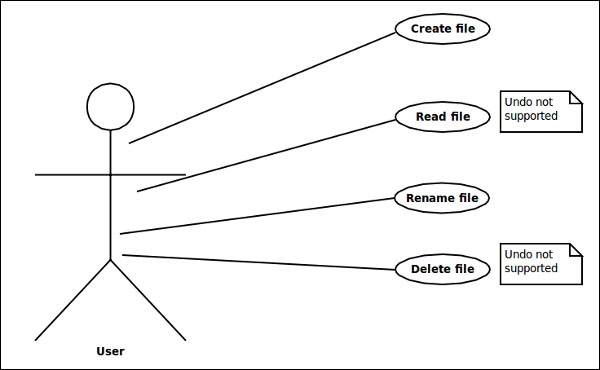 Create file
Read file
Undo not
supported
Rename file
Delete file
Undo not
supported
User